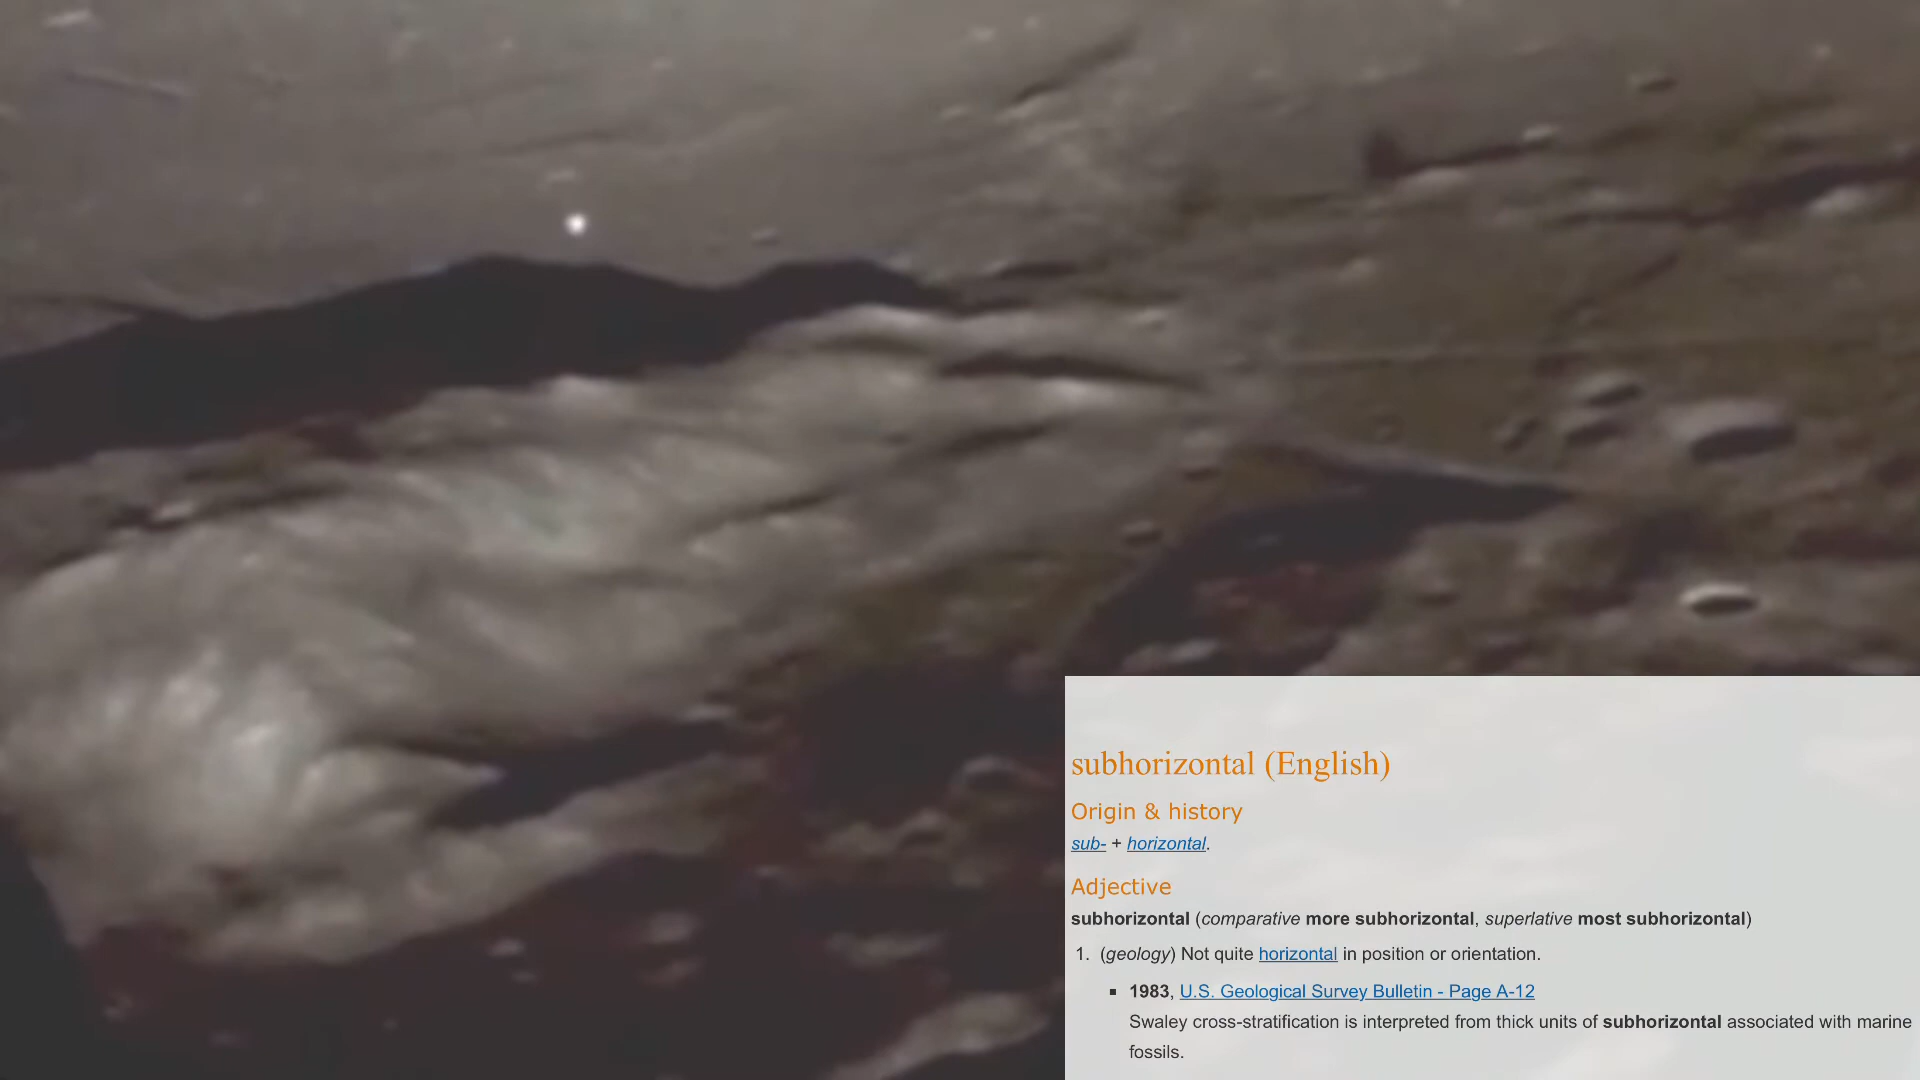 subhorizontal (English)
Origin & history
sub- + horizontal.
Adjective
subhorizontal (comparative more subhorizontal, superlative most subhorizontal)
1. (geology) Not quite horizontal in position or orientation.
▪ 1983, U.S. Geological Survey Bulletin - Page A-12
Swaley cross-stratification is interpreted from thick units of subhorizontal associated with marine
fossils.